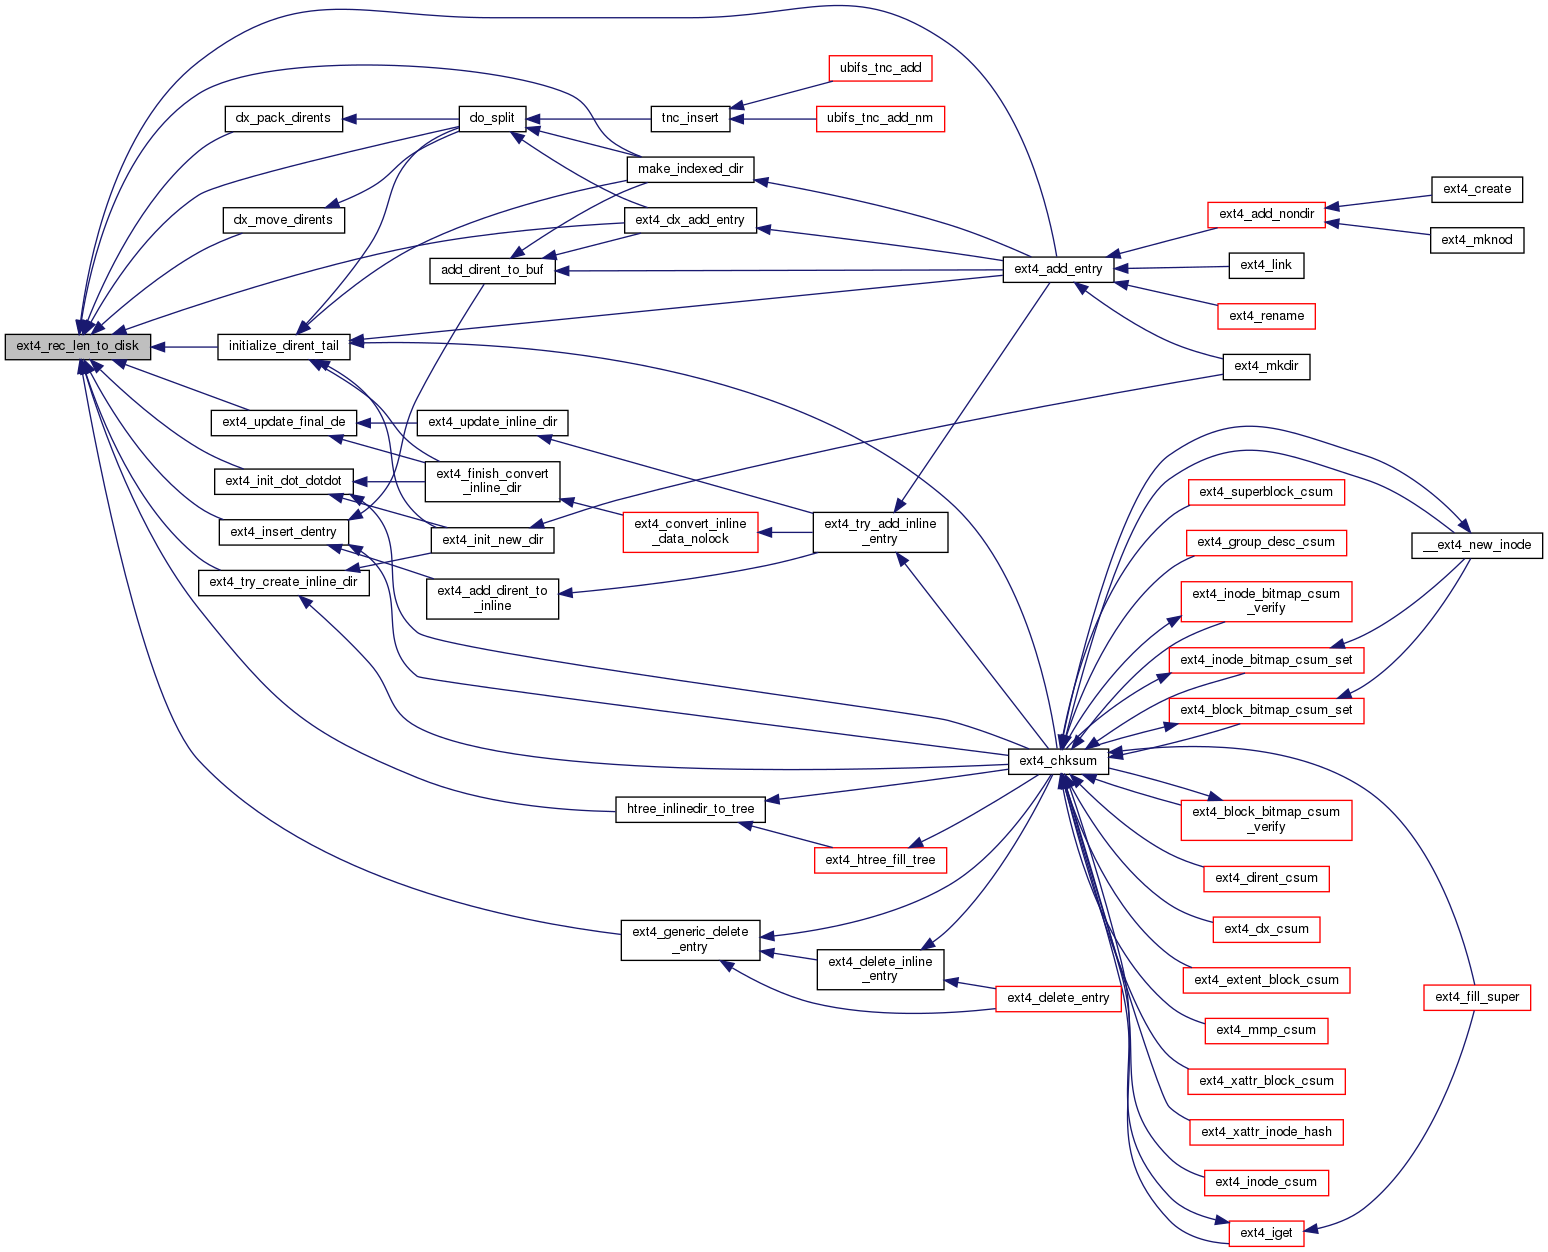 ubifs_tnc_add
dx_pack_dirents
do_split
tnc_insert
ubifs_tnc_add_nm
make_indexed_dir
ext4_create
dx_move_dirents
ext4_dx_add_entry
ext4_add_nondir
ext4_mknod
add_dirent_to_buf
ext4_add_entry
ext4_link
ext4_rename
ext4_rec_len_to_disk
initialize_dirent_tail
ext4_mkdir
ext4_update_final_de
ext4_update_inline_dir
ext4_init_dot_dotdot
ext4_finish_convert
_inline_dir
ext4_superblock_csum
ext4_insert_dentry
ext4_init_new_dir
ext4_convert_inline
_data_nolock
ext4_try_add_inline
_entry
ext4_group_desc_csum
__ext4_new_inode
ext4_try_create_inline_dir
ext4_add_dirent_to
_inline
ext4_inode_bitmap_csum
_verify
ext4_inode_bitmap_csum_set
ext4_block_bitmap_csum_set
ext4_chksum
htree_inlinedir_to_tree
ext4_block_bitmap_csum
_verify
ext4_htree_fill_tree
ext4_dirent_csum
ext4_generic_delete
_entry
ext4_dx_csum
ext4_delete_inline
_entry
ext4_extent_block_csum
ext4_delete_entry
ext4_fill_super
ext4_mmp_csum
ext4_xattr_block_csum
ext4_xattr_inode_hash
ext4_inode_csum
ext4_iget